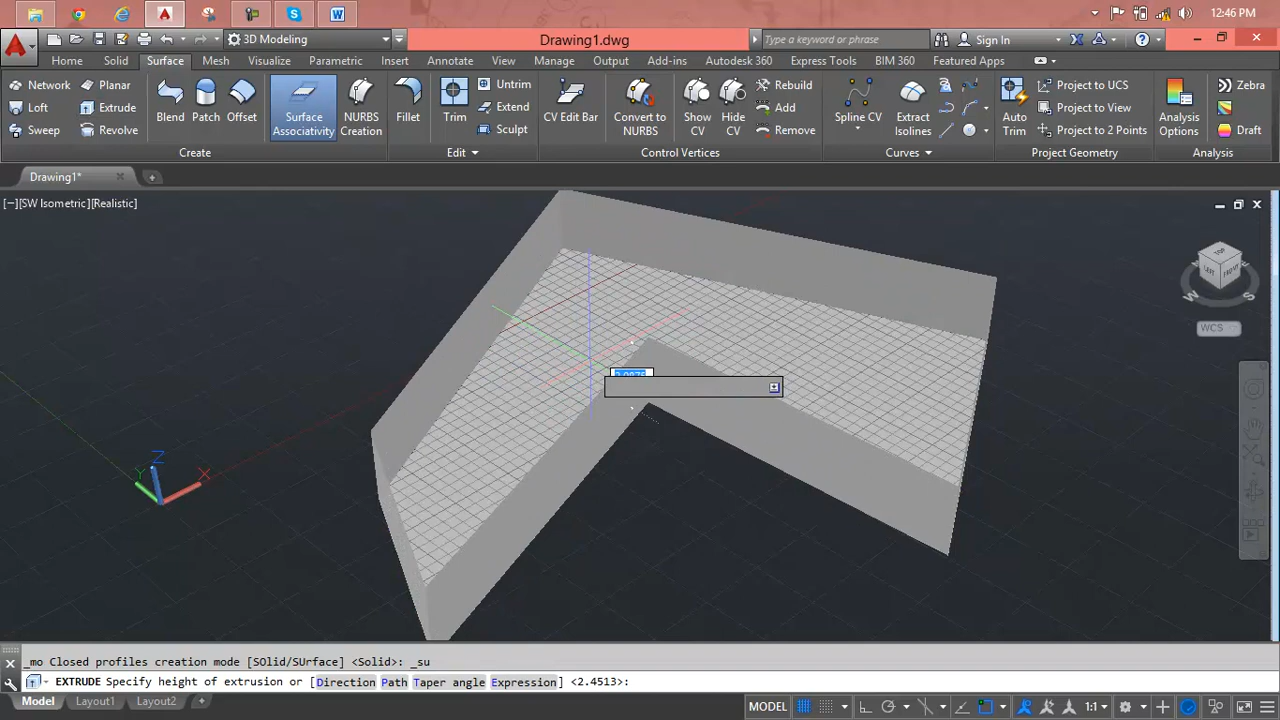 12:46 PM
3D Modeling
Drawing1.dwg
Type a keyword or phrase
Sign In
Home Solid Surface Mesh Visualize Parametric Insert Annotate View Manage Output Add-ins Autodesk 360 Express Tools BIM 360 Featured Apps
Network Planar Untrim Rebuild Project to UCS Zebra
Loft Extrude Extend Add Project to View
Sweep Revolve Sculpt Remove Project to 2 Points Draft
Blend Patch Offset Surface Associativity NURBS Creation Fillet Trim CV Edit Bar Convert to NURBS Show CV Hide CV Spline CV Extract Isolines Auto Trim Analysis Options
Create Edit Control Vertices Curves Project Geometry Analysis
Drawing1*
[−][SW Isometric][Realistic]
TOP
LEFT FRONT
W S
WCS
Z
Y X
_mo Closed profiles creation mode [SOlid/SUrface] <Solid>: _su
EXTRUDE Specify height of extrusion or [Direction Path Taper angle Expression] <2.4513>:
Model Layout1 Layout2
MODEL 1:1